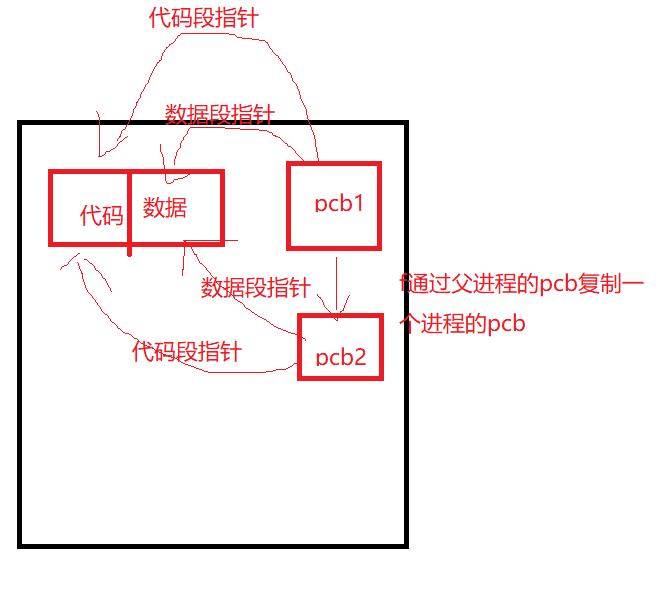 代码段指针
数据段指针
代码
数据
pcb1
数据段指针
f通过父进程的pcb复制一
个进程的pcb
代码段指针
pcb2